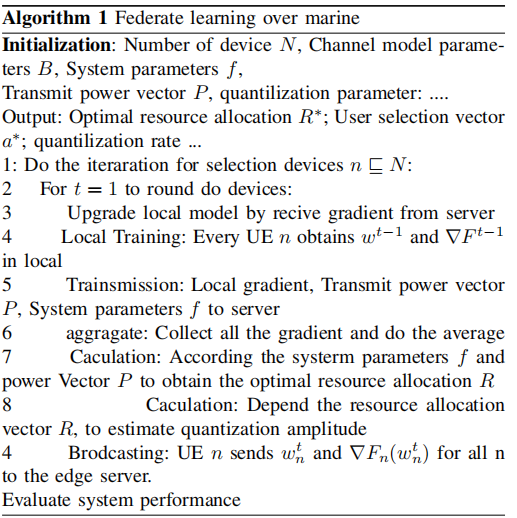 Algorithm 1 Federate learning over marine
Initialization: Number of device N, Channel model parame-
ters B, System parameters f,
Transmit power vector P, quantilization parameter: ....
Output: Optimal resource allocation R*; User selection vector
a*; quantilization rate ...
1: Do the iteraration for selection devices n ⊑ N:
2 For t = 1 to round do devices:
3 Upgrade local model by recive gradient from server
4 Local Training: Every UE n obtains w^{t−1} and ∇F^{t−1}
in local
5 Trainsmission: Local gradient, Transmit power vector
P, System parameters f to server
6 aggragate: Collect all the gradient and do the average
7 Caculation: According the systerm parameters f and
power Vector P to obtain the optimal resource allocation R
8 Caculation: Depend the resource allocation
vector R, to estimate quantization amplitude
4 Brodcasting: UE n sends w_n^t and ∇F_n(w_n^t) for all n
to the edge server.
Evaluate system performance